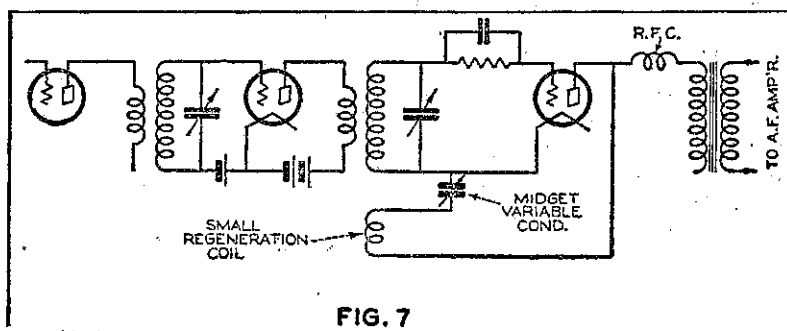 R.F.C.
TO A.F. AMP'R.
MIDGET
VARIABLE
COND.
SMALL
REGENERATION
COIL
FIG. 7